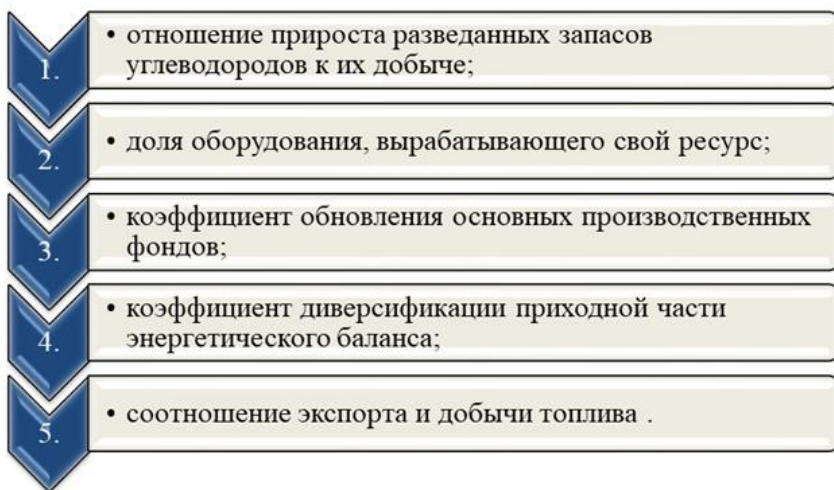 1.
• отношение прироста разведанных запасов
углеводородов к их добыче;
2.
• доля оборудования, вырабатывающего свой ресурс;
3.
• коэффициент обновления основных производственных
фондов;
4.
• коэффициент диверсификации приходной части
энергетического баланса;
5.
• соотношение экспорта и добычи топлива .